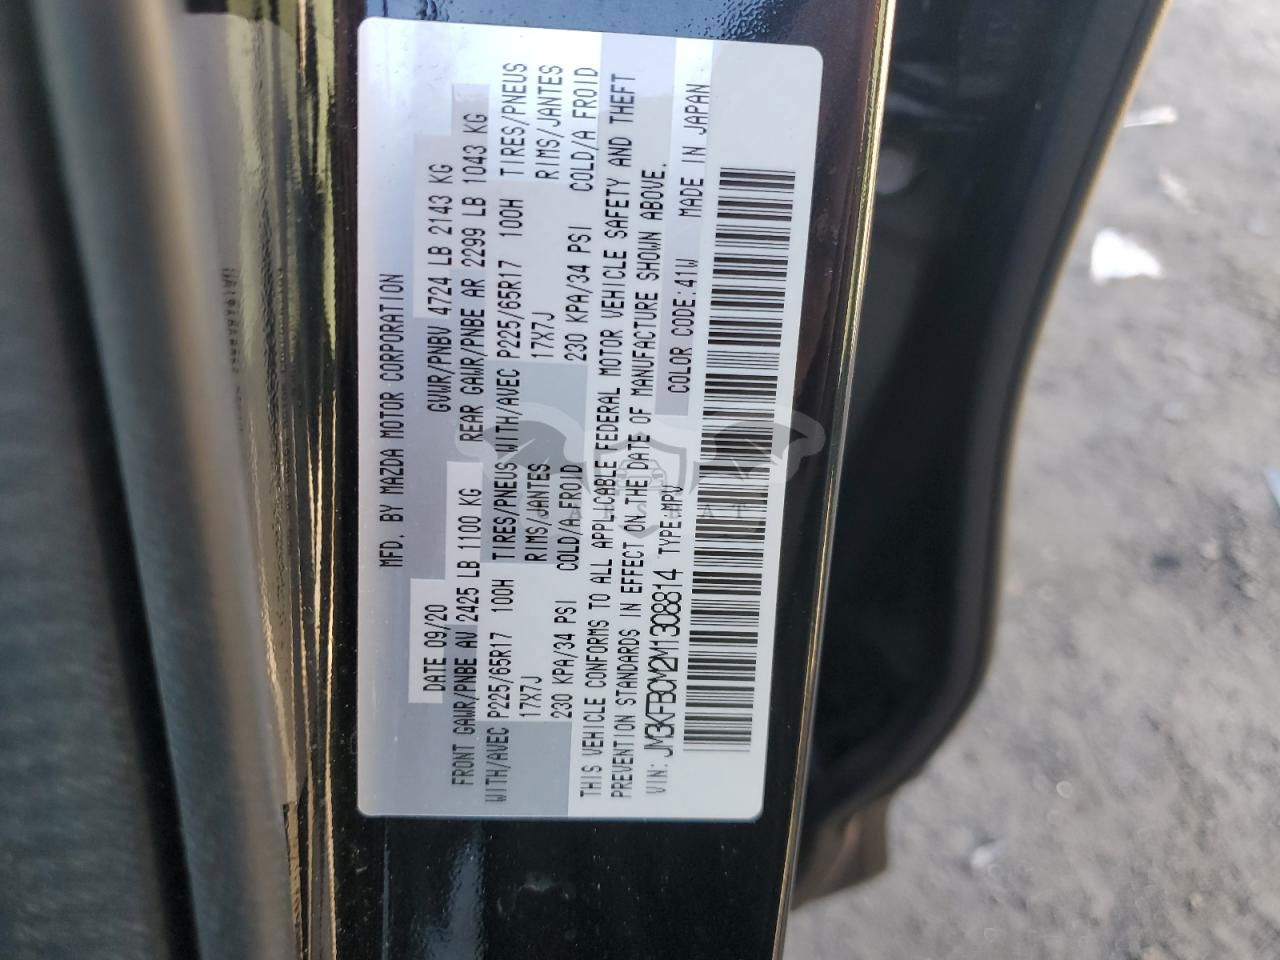 MFD. BY MAZDA MOTOR CORPORATION
DATE 09/20 GVWR/PNBV 4724 LB 2143 KG
FRONT GAWR/PNBE AV 2425 LB 1100 KG REAR GAWR/PNBE AR 2299 LB 1043 KG
WITH/AVEC P225/65R17 100H TIRES/PNEUS WITH/AVEC P225/65R17 100H TIRES/PNEUS
17X7J RIMS/JANTES 17X7J RIMS/JANTES
230 KPA/34 PSI COLD/A FROID 230 KPA/34 PSI COLD/A FROID
THIS VEHICLE CONFORMS TO ALL APPLICABLE FEDERAL MOTOR VEHICLE SAFETY AND THEFT
PREVENTION STANDARDS IN EFFECT ON THE DATE OF MANUFACTURE SHOWN ABOVE.
VIN: JM3KFBCM2M1308814 TYPE:MPV COLOR CODE:41W MADE IN JAPAN